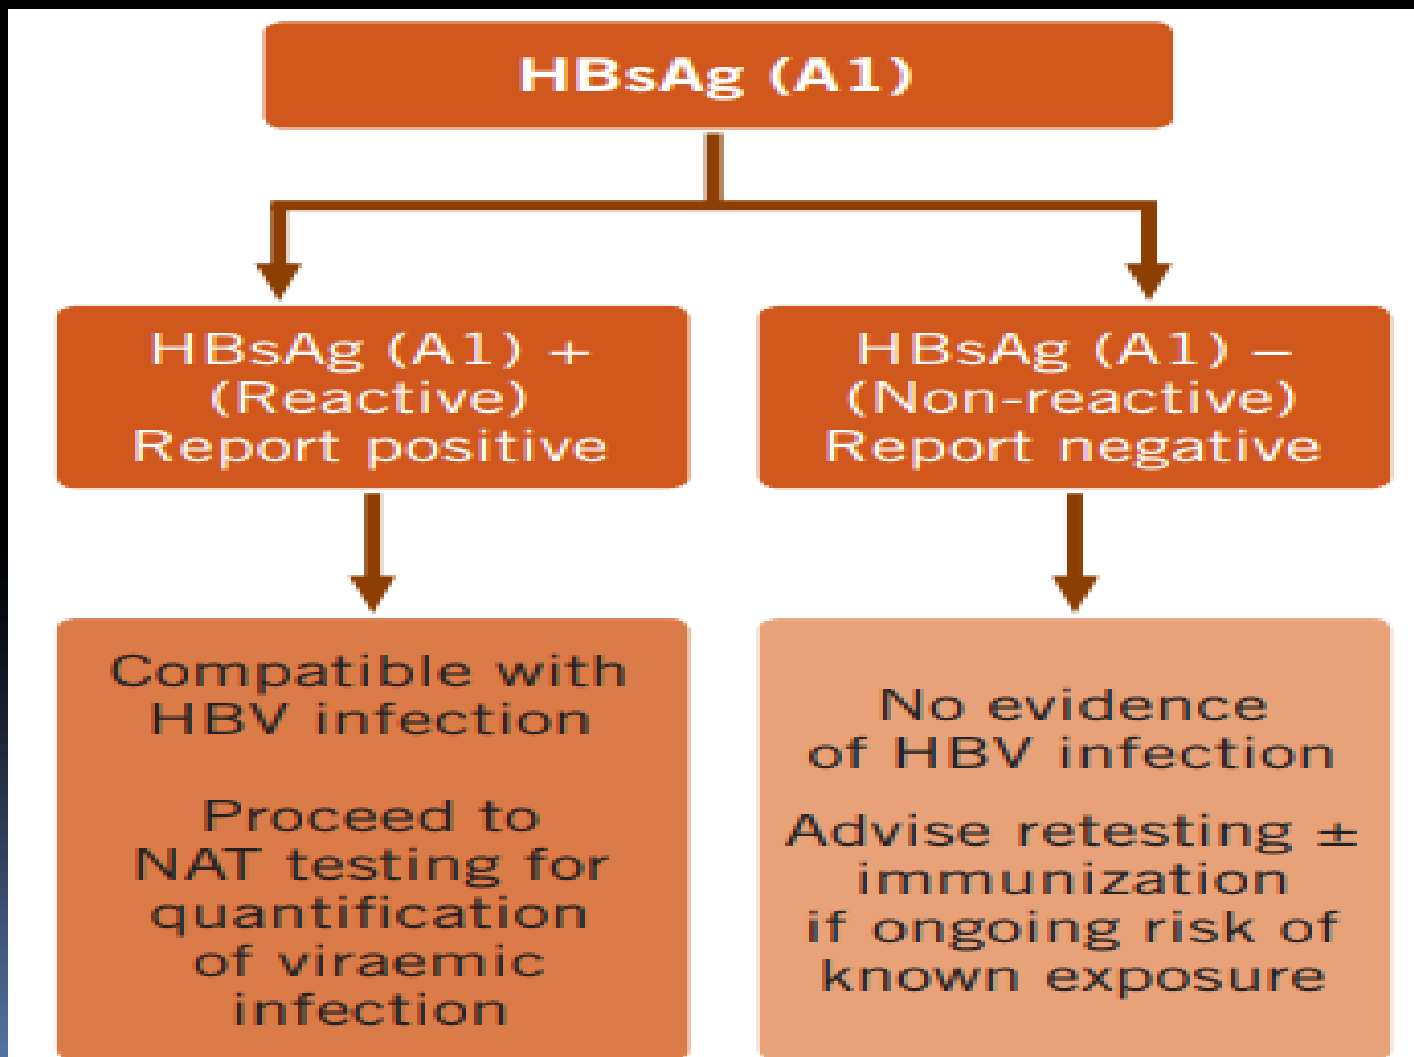 HBsAg (A1)
HBsAg (A1) +
(Reactive)
Report positive
HBsAg (A1) –
(Non-reactive)
Report negative
Compatible with
HBV infection
Proceed to
NAT testing for
quantification
of viraemic
infection
No evidence
of HBV infection
Advise retesting ±
immunization
if ongoing risk of
known exposure